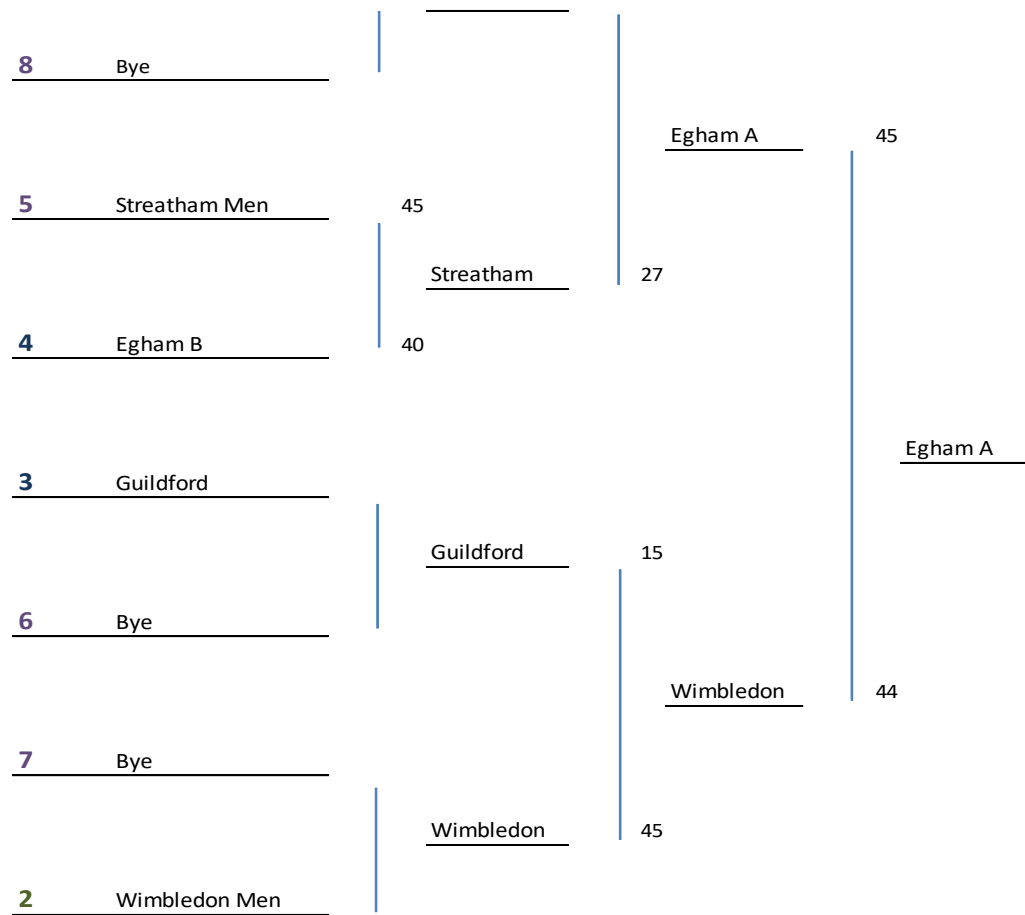 8 Bye
Egham A 45
5 Streatham Men 45
Streatham 27
4 Egham B 40
Egham A
3 Guildford
Guildford 15
6 Bye
Wimbledon 44
7 Bye
Wimbledon 45
2 Wimbledon Men